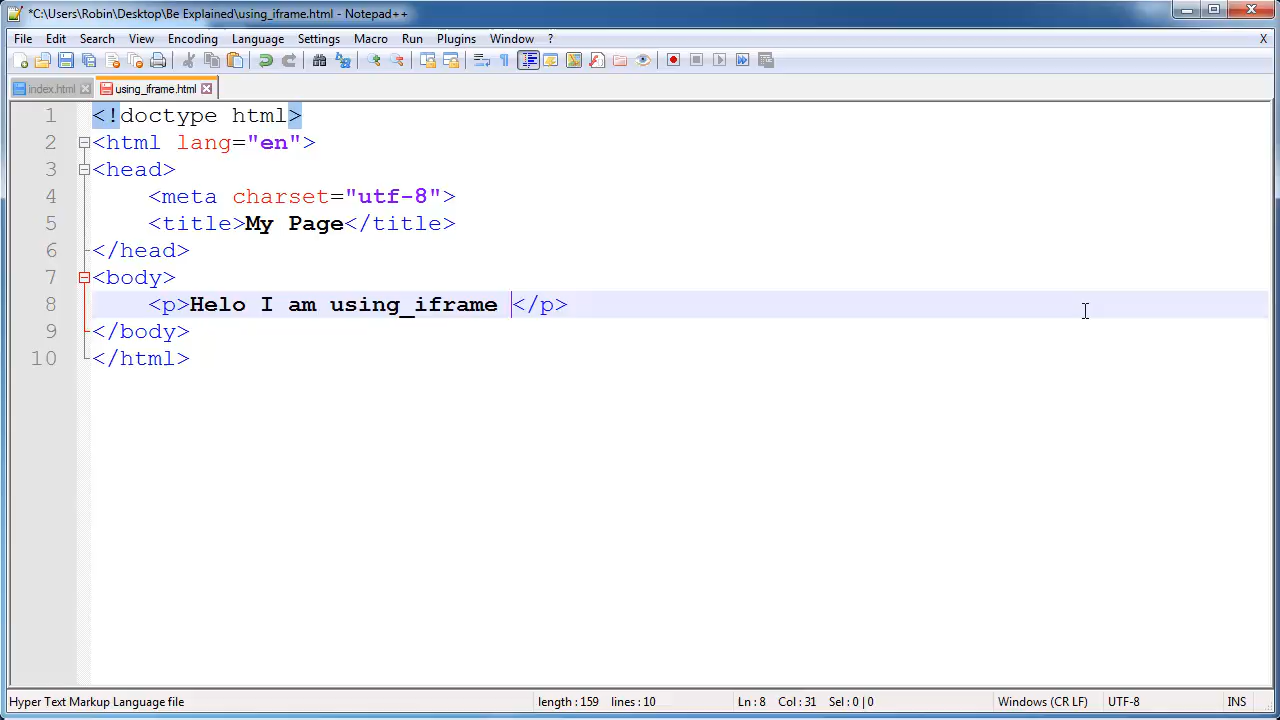 *C:\Users\Robin\Desktop\Be Explained\using_iframe.html - Notepad++
File Edit Search View Encoding Language Settings Macro Run Plugins Window ? X
index.html using_iframe.html
1 <!doctype html>
2 <html lang="en">
3 <head>
4 <meta charset="utf-8">
5 <title>My Page</title>
6 </head>
7 <body>
8 <p>Helo I am using_iframe </p>
9 </body>
10 </html>
Hyper Text Markup Language file length : 159 lines : 10 Ln : 8 Col : 31 Sel : 0 | 0 Windows (CR LF) UTF-8 INS